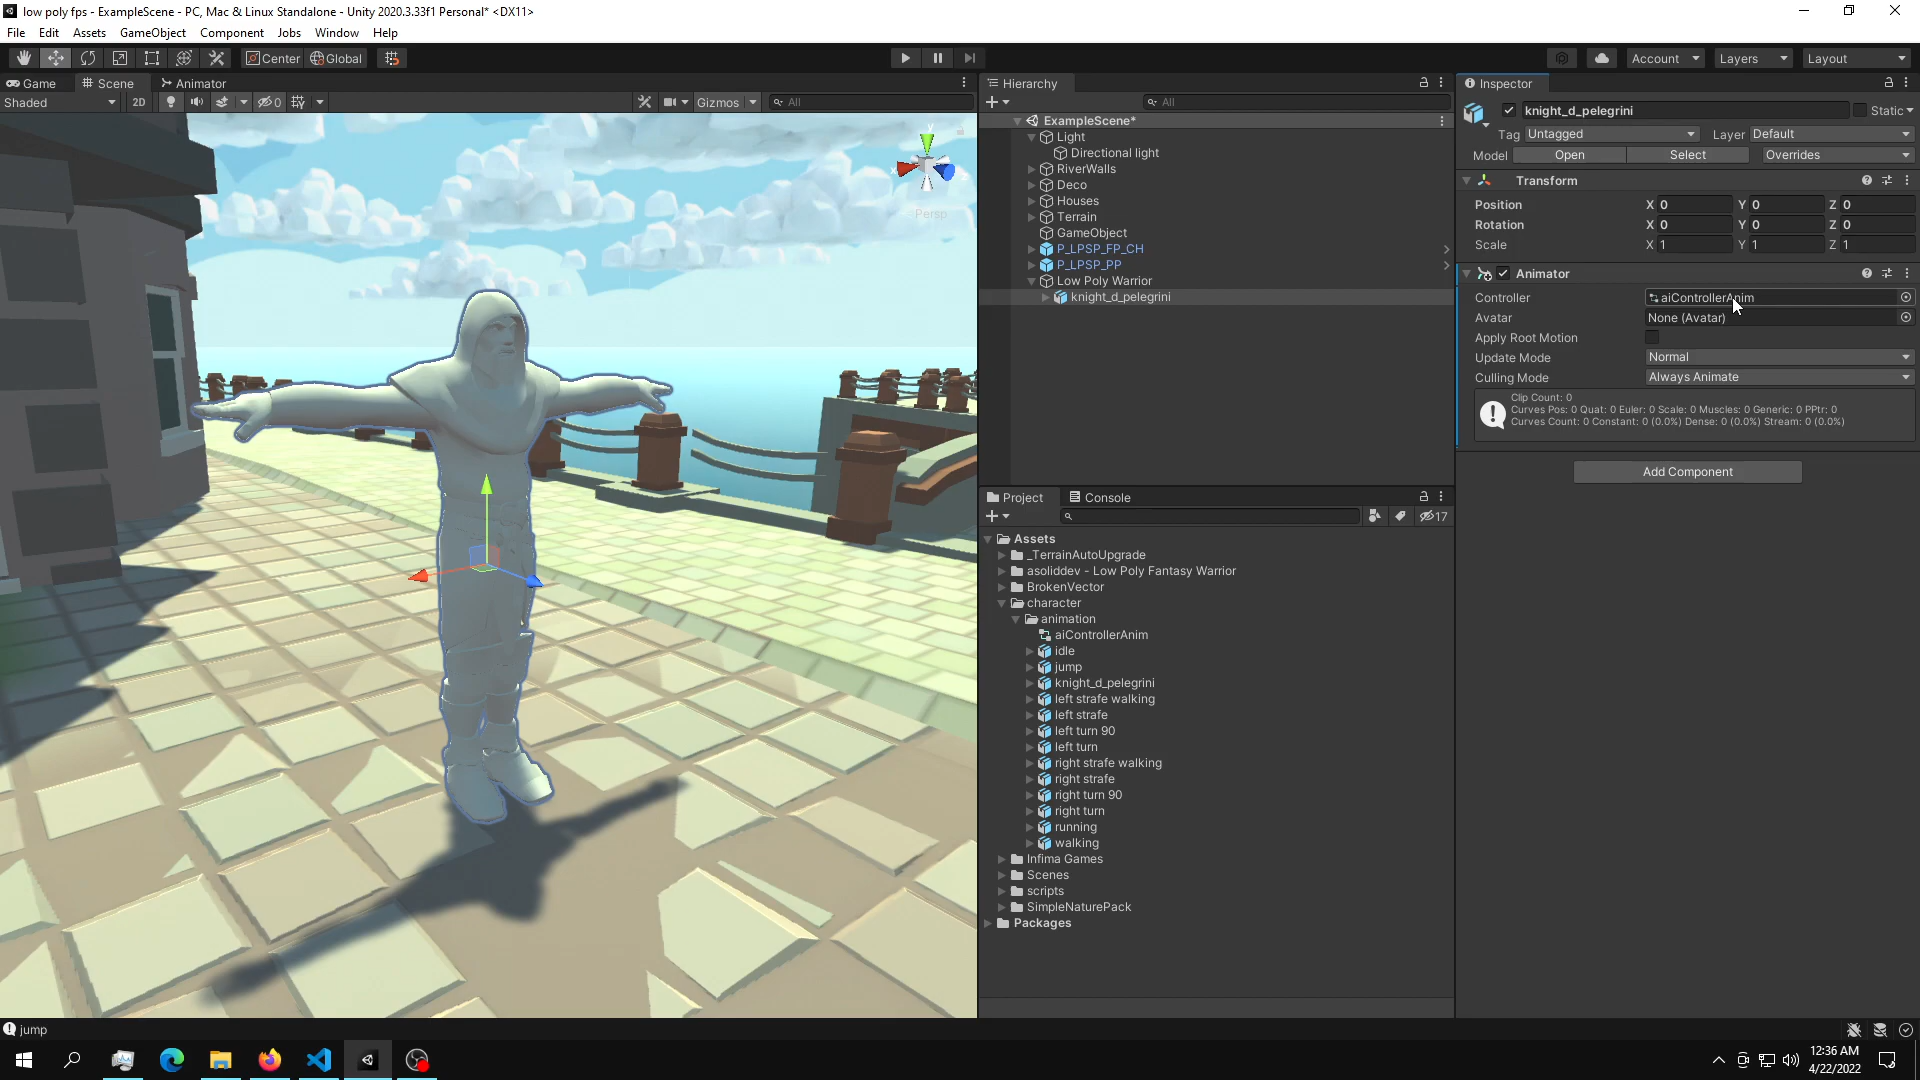 low poly fps - ExampleScene - PC, Mac & Linux Standalone - Unity 2020.3.33f1 Personal* <DX11>
File Edit Assets GameObject Component Jobs Window Help
Center Global
Account Layers Layout
Game Scene Animator
Shaded 2D 0 Gizmos All
y
x
Persp
Hierarchy
All
ExampleScene*
Light
Directional light
RiverWalls
Deco
Houses
Terrain
GameObject
P_LPSP_FP_CH
P_LPSP_PP
Low Poly Warrior
knight_d_pelegrini
Project Console
17
Assets
_TerrainAutoUpgrade
asoliddev - Low Poly Fantasy Warrior
BrokenVector
character
animation
aiControllerAnim
idle
jump
knight_d_pelegrini
left strafe walking
left strafe
left turn 90
left turn
right strafe walking
right strafe
right turn 90
right turn
running
walking
Infima Games
Scenes
scripts
SimpleNaturePack
Packages
Inspector
knight_d_pelegrini Static
Tag Untagged Layer Default
Model Open Select Overrides
Transform
Position X 0 Y 0 Z 0
Rotation X 0 Y 0 Z 0
Scale X 1 Y 1 Z 1
Animator
Controller aiControllerAnim
Avatar None (Avatar)
Apply Root Motion
Update Mode Normal
Culling Mode Always Animate
Clip Count: 0
Curves Pos: 0 Quat: 0 Euler: 0 Scale: 0 Muscles: 0 Generic: 0 PPtr: 0
Curves Count: 0 Constant: 0 (0.0%) Dense: 0 (0.0%) Stream: 0 (0.0%)
Add Component
jump
12:36 AM
4/22/2022